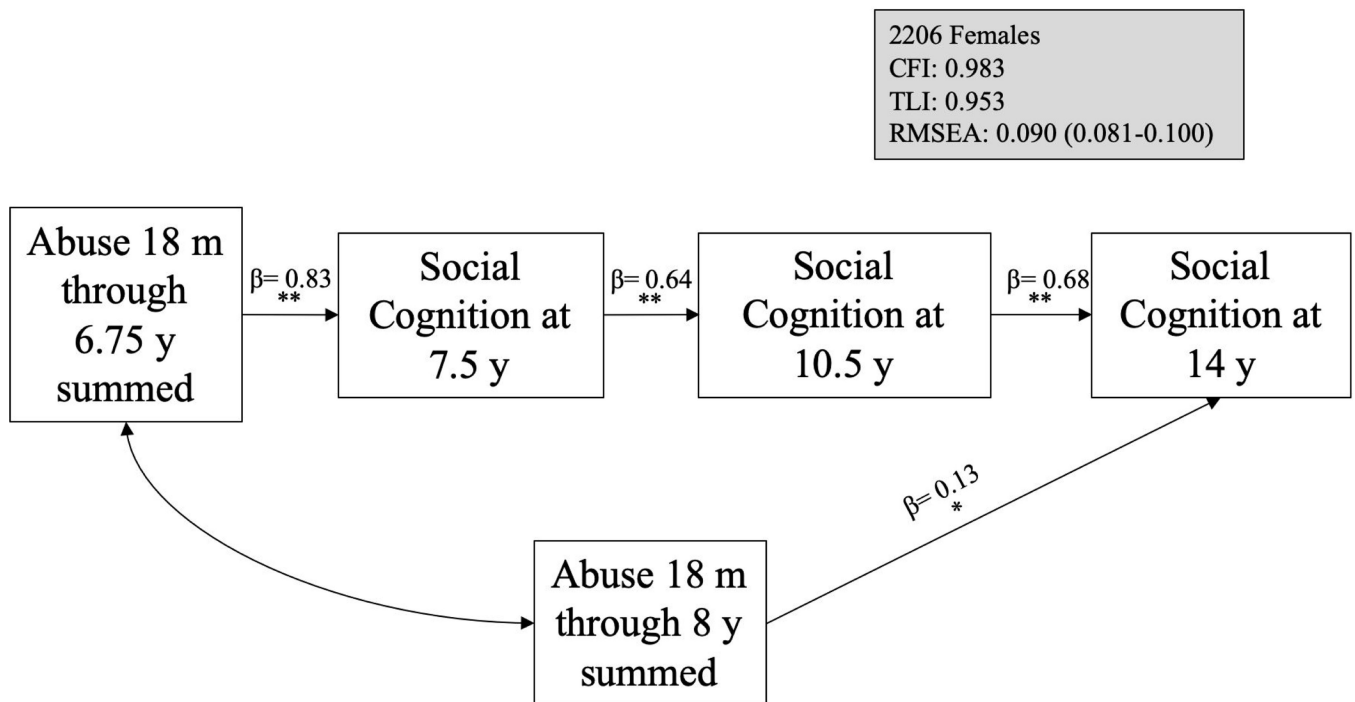 2206 Females
CFI: 0.983
TLI: 0.953
RMSEA: 0.090 (0.081-0.100)
Abuse 18 m
through
6.75 y
summed
β= 0.83
**
Social
Cognition at
7.5 y
β= 0.64
**
Social
Cognition at
10.5 y
β= 0.68
**
Social
Cognition at
14 y
β= 0.13
*
Abuse 18 m
through 8 y
summed